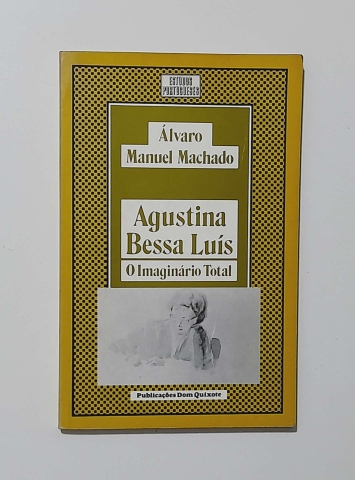 ESTUDOS
PORTUGUESES
Álvaro
Manuel Machado
Agustina
Bessa Luís
O Imaginário Total
Publicações Dom Quixote